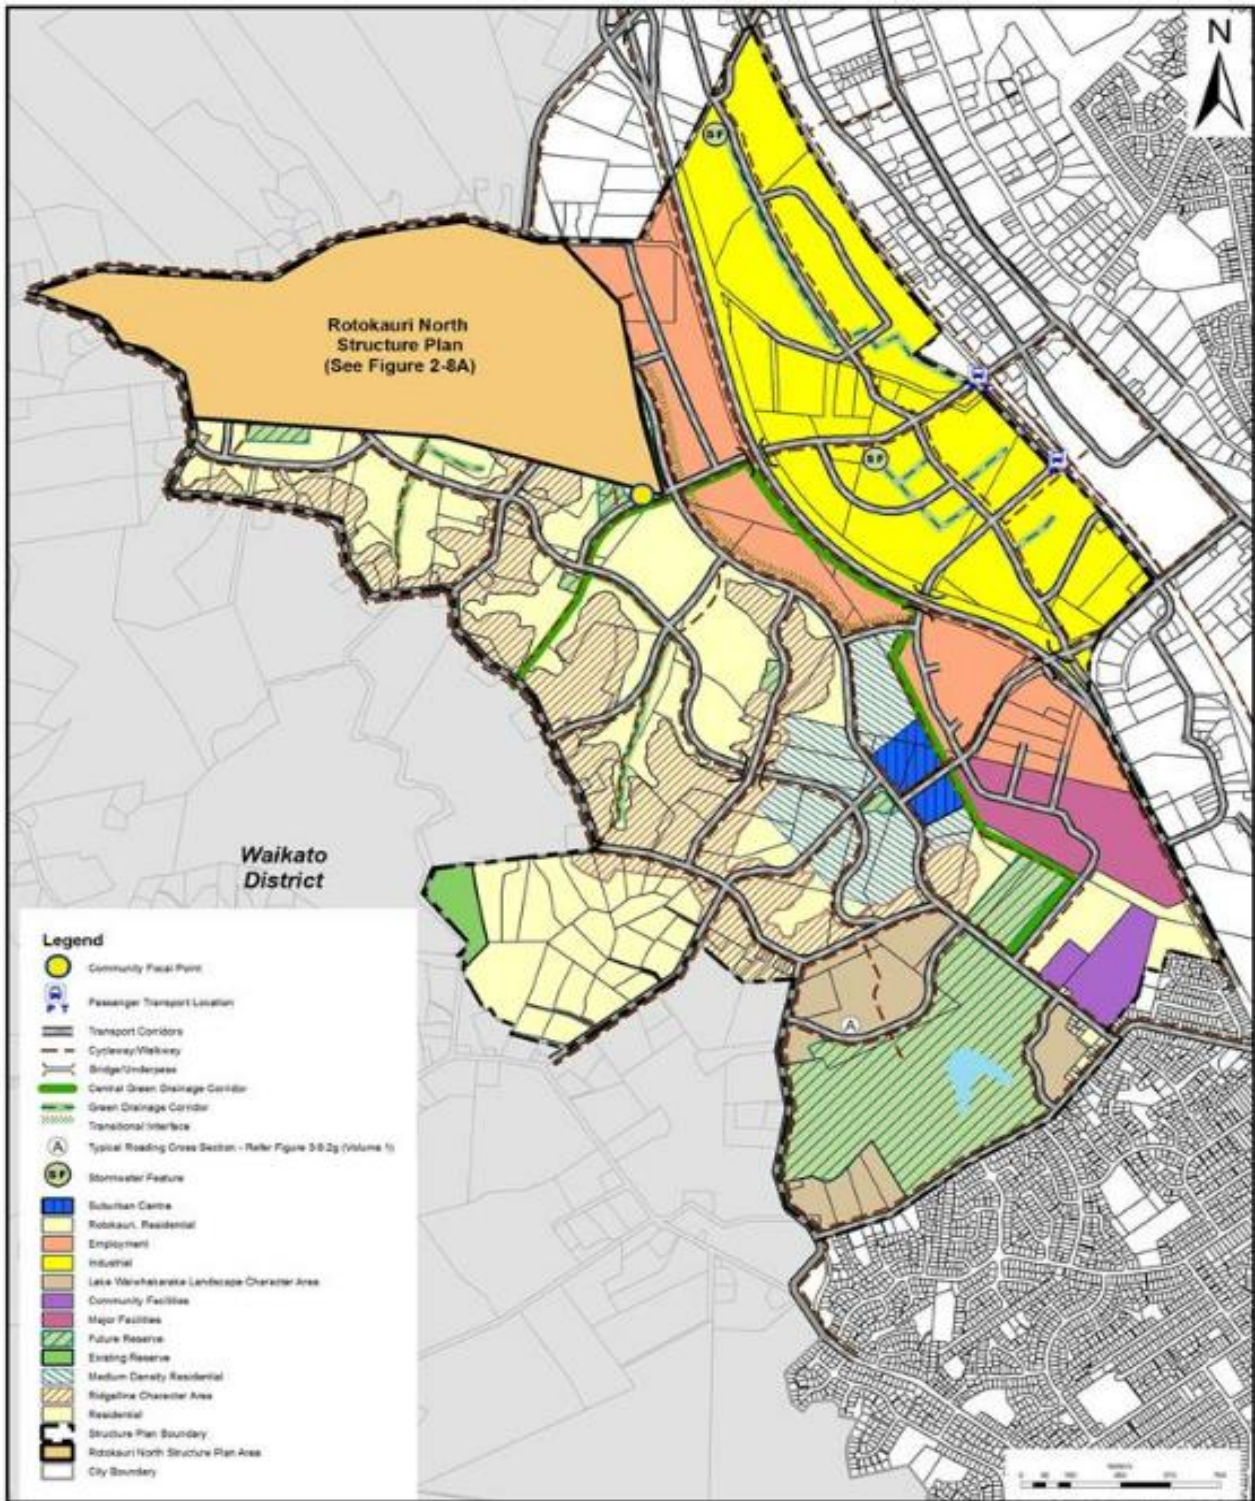 N
SF
Rotokauri North
Structure Plan
(See Figure 2-8A)
SF
Waikato
District
A
Legend
Community Focal Point
P T
Passenger Transport Location
Transport Corridors
Cycleway/Walkway
Bridge/Underpass
Central Green Drainage Corridor
Green Drainage Corridor
Transitional Interface
A
Typical Roading Cross Section - Refer Figure 3-8.2g (Volume 1)
SF
Stormwater Feature
Suburban Centre
Rotokauri. Residential
Employment
Industrial
Lake Waiwhakareke Landscape Character Area
Community Facilities
Major Facilities
Future Reserve
Existing Reserve
Medium Density Residential
Ridgeline Character Area
Residential
Structure Plan Boundary
Rotokauri North Structure Plan Area
City Boundary